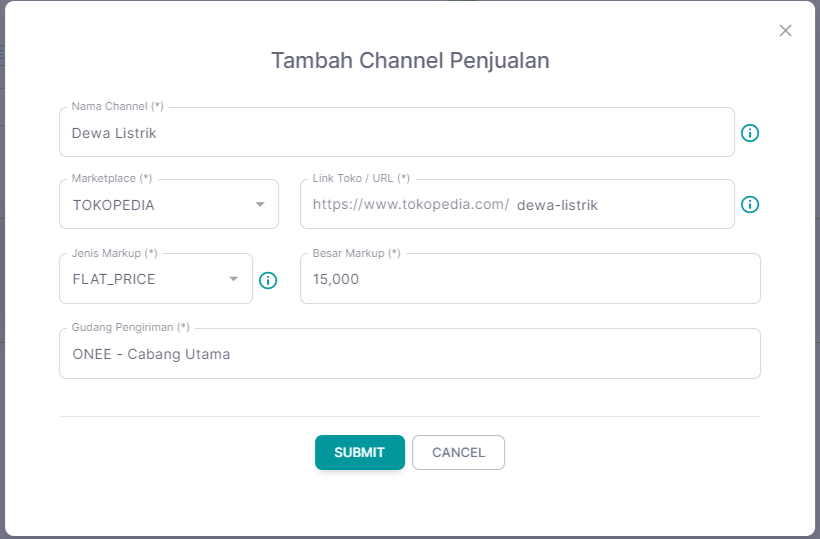 Tambah Channel Penjualan
Nama Channel (*)
Dewa Listrik
Marketplace (*)
TOKOPEDIA
Link Toko / URL (*)
https://www.tokopedia.com/ dewa-listrik
Jenis Markup (*)
FLAT_PRICE
Besar Markup (*)
15,000
Gudang Pengiriman (*)
ONEE - Cabang Utama
SUBMIT
CANCEL